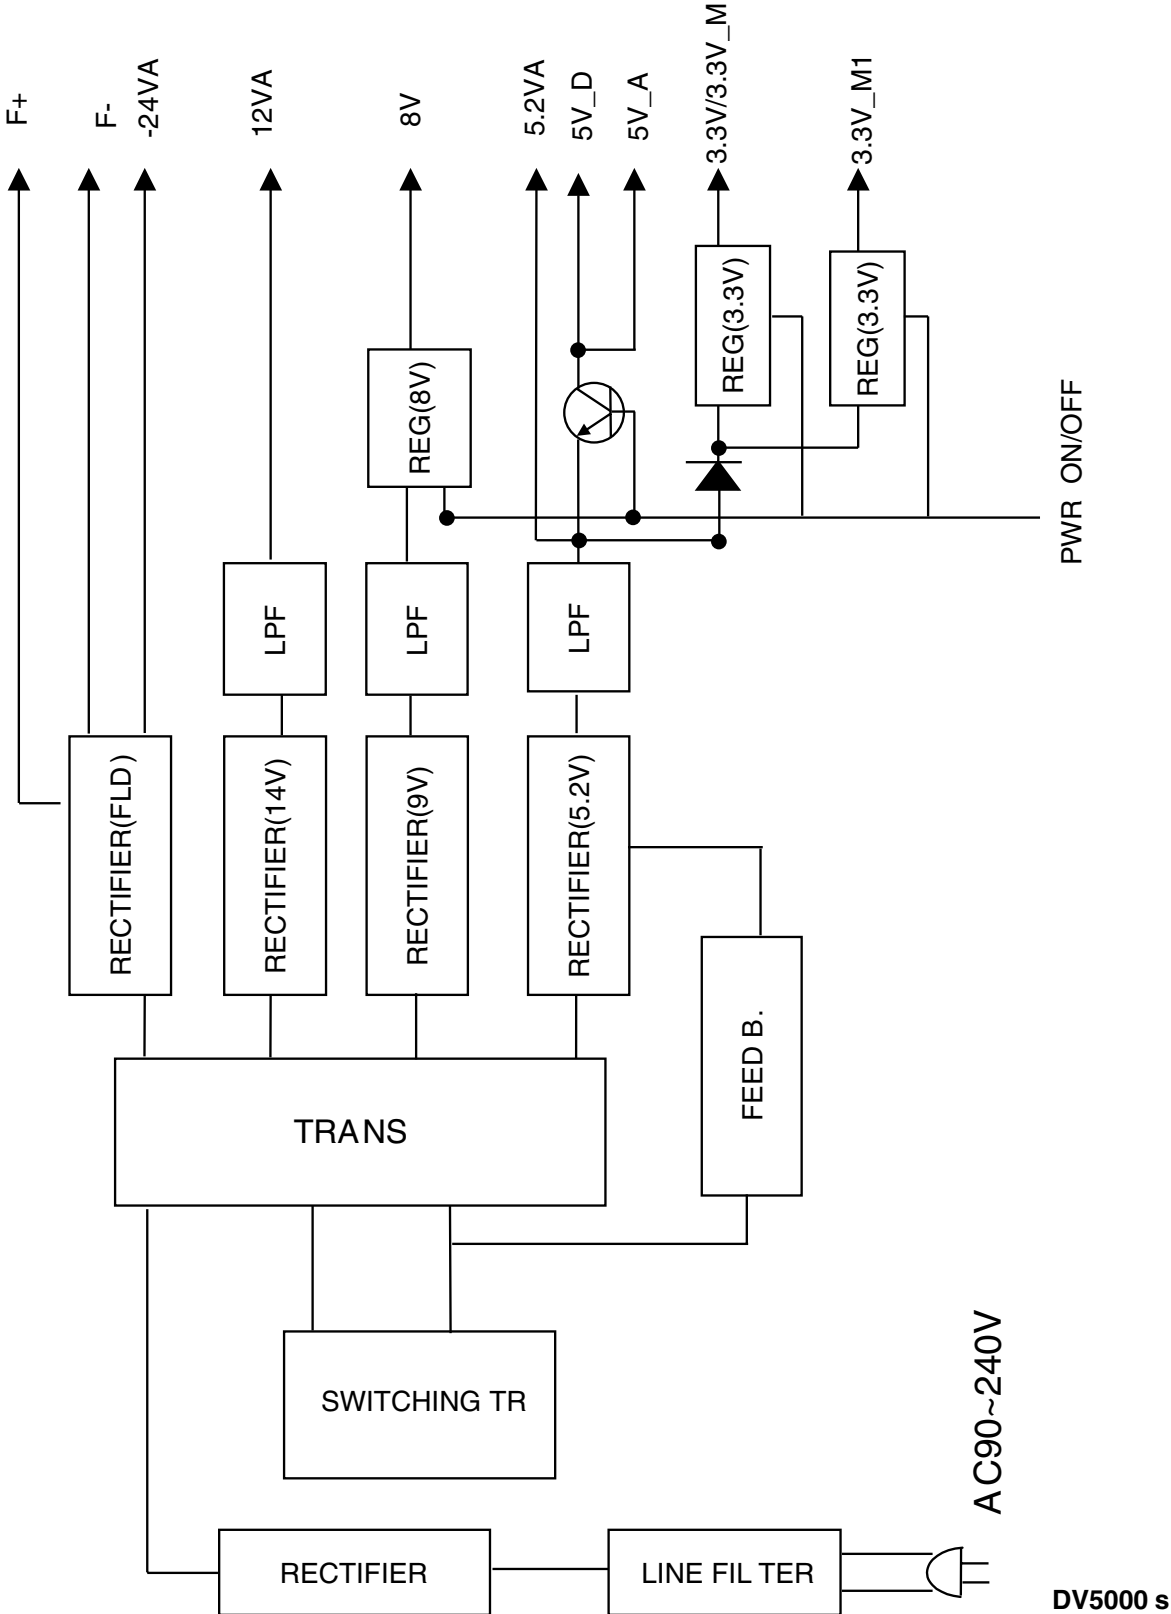 F+
F-
-24VA
12VA
8V
5.2VA
5V_D
5V_A
3.3V/3.3V_M
3.3V_M1
REG(8V)
REG(3.3V)
REG(3.3V)
PWR ON/OFF
LPF
LPF
LPF
RECTIFIER(FLD)
RECTIFIER(14V)
RECTIFIER(9V)
RECTIFIER(5.2V)
TRANS
FEED B.
SWITCHING TR
AC90~240V
RECTIFIER
LINE FIL TER
DV5000 s